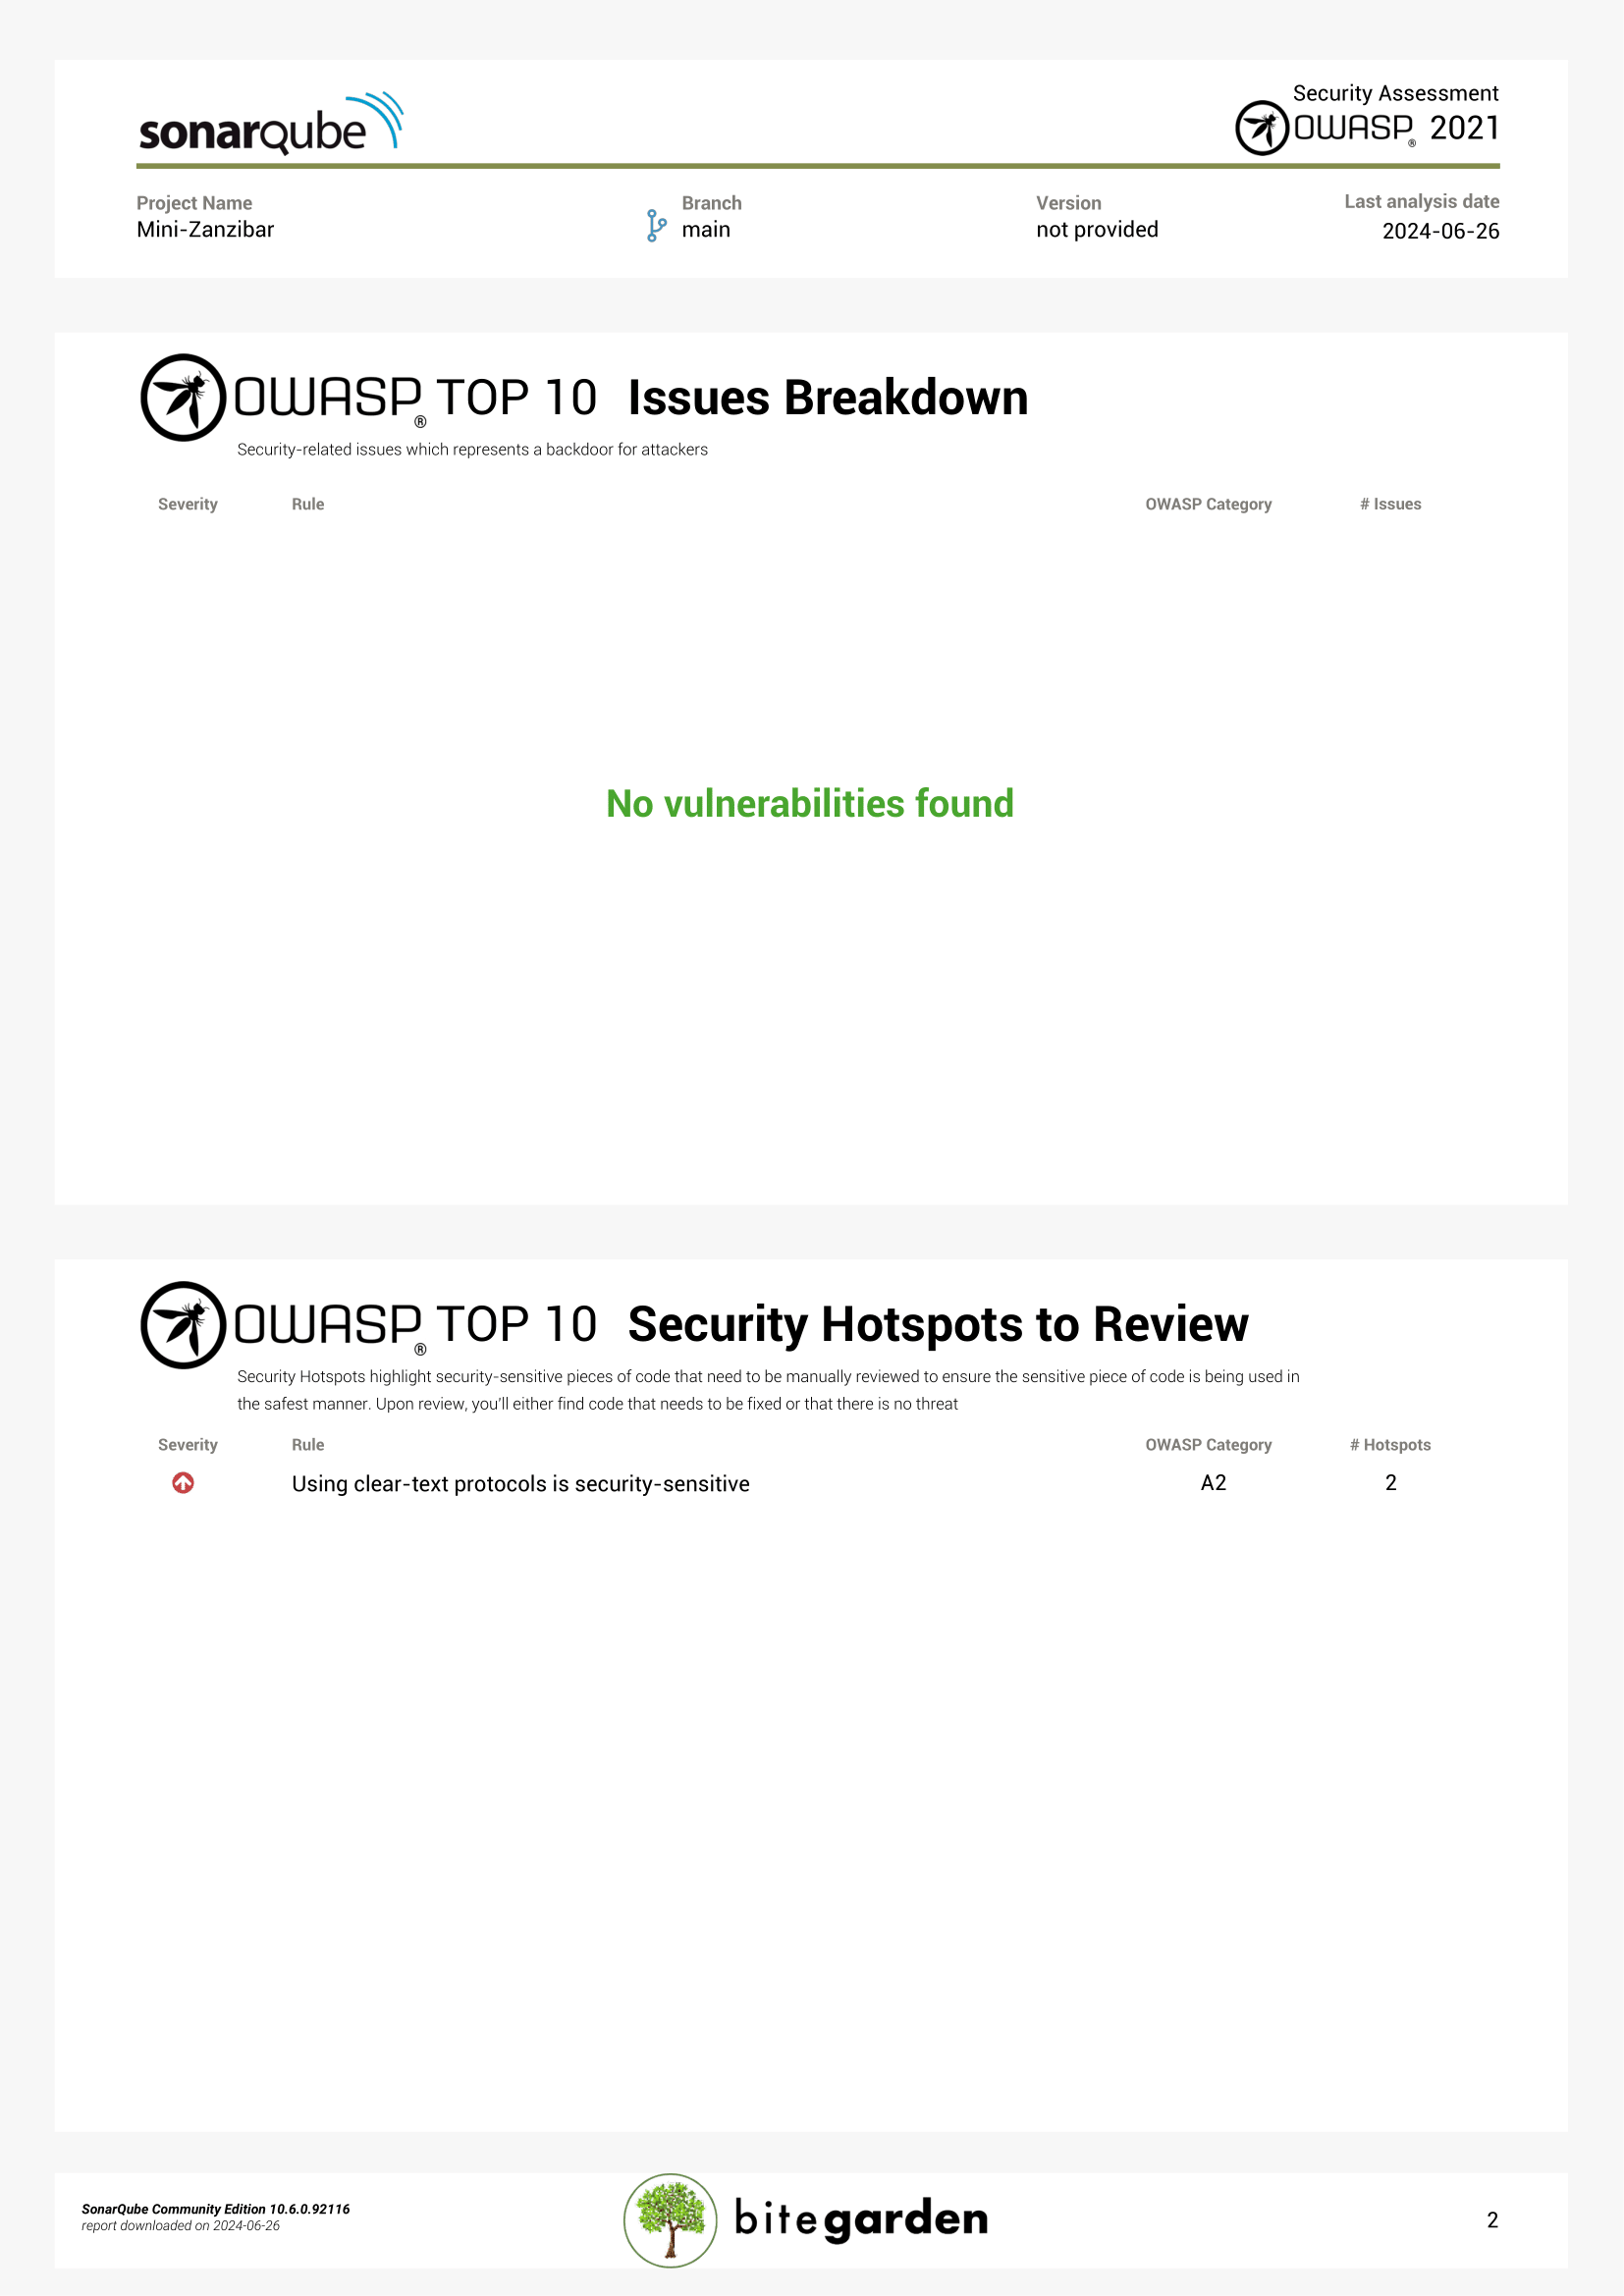 sonarqube
Security Assessment
OWASP® 2021
Project Name Branch Version Last analysis date
Mini-Zanzibar main not provided 2024-06-26
OWASP® TOP 10 Issues Breakdown
Security-related issues which represents a backdoor for attackers
Severity Rule OWASP Category # Issues
No vulnerabilities found
OWASP® TOP 10 Security Hotspots to Review
Security Hotspots highlight security-sensitive pieces of code that need to be manually reviewed to ensure the sensitive piece of code is being used in
the safest manner. Upon review, you'll either find code that needs to be fixed or that there is no threat
Severity Rule OWASP Category # Hotspots
Using clear-text protocols is security-sensitive A2 2
SonarQube Community Edition 10.6.0.92116
report downloaded on 2024-06-26
bitegarden
2